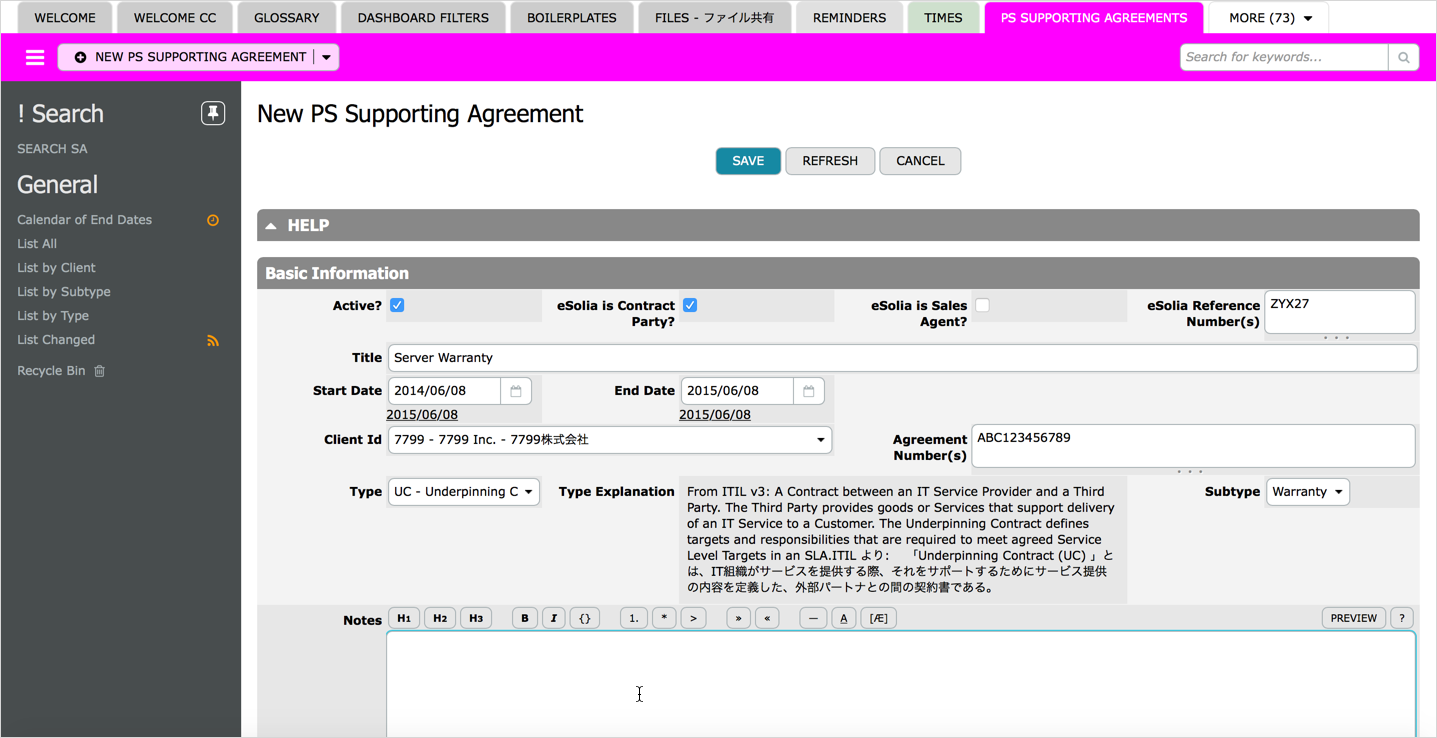 WELCOME WELCOME CC GLOSSARY DASHBOARD FILTERS BOILERPLATES FILES - ファイル共有 REMINDERS TIMES PS SUPPORTING AGREEMENTS MORE (73)
NEW PS SUPPORTING AGREEMENT Search for keywords...
! Search
SEARCH SA
General
Calendar of End Dates
List All
List by Client
List by Subtype
List by Type
List Changed
Recycle Bin
New PS Supporting Agreement
SAVE REFRESH CANCEL
HELP
Basic Information
Active? eSolia is Contract Party? eSolia is Sales Agent? eSolia Reference Number(s) ZYX27
Title Server Warranty
Start Date 2014/06/08 End Date 2015/06/08
2015/06/08 2015/06/08
Client Id 7799 - 7799 Inc. - 7799株式会社 Agreement Number(s) ABC123456789
Type UC - Underpinning C Type Explanation
From ITIL v3: A Contract between an IT Service Provider and a Third
Party. The Third Party provides goods or Services that support delivery
of an IT Service to a Customer. The Underpinning Contract defines
targets and responsibilities that are required to meet agreed Service
Level Targets in an SLA.ITIL より: 「Underpinning Contract (UC) 」と
は、IT組織がサービスを提供する際、それをサポートするためにサービス提供
の内容を定義した、外部パートナとの間の契約書である。
Subtype Warranty
Notes H1 H2 H3 B I {} 1. * > » « — A [Æ] PREVIEW ?